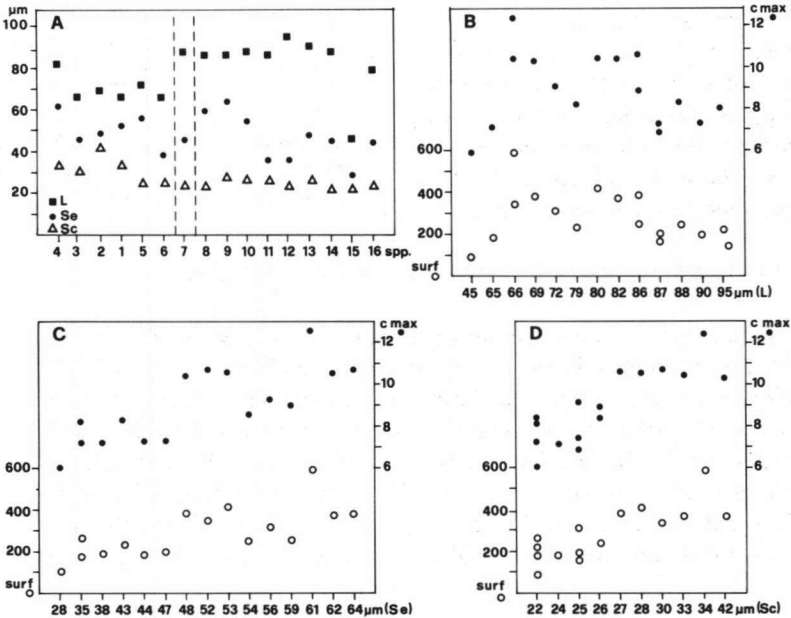 µm
100
80
60
40
20
A
L
Se
Sc
4 3 2 1 5 6 7 8 9 10 11 12 13 14 15 16 spp.
B
c max
12
10
8
6
600
400
200
surf
45 65 66 69 72 79 80 82 86 87 88 90 95 µm (L)
C
c max
12
10
8
6
600
400
200
surf
28 35 38 43 44 47 48 52 53 54 56 59 61 62 64 µm (Se)
D
c max
12
10
8
6
600
400
200
surf
22 24 25 26 27 28 30 33 34 42 µm (Sc)